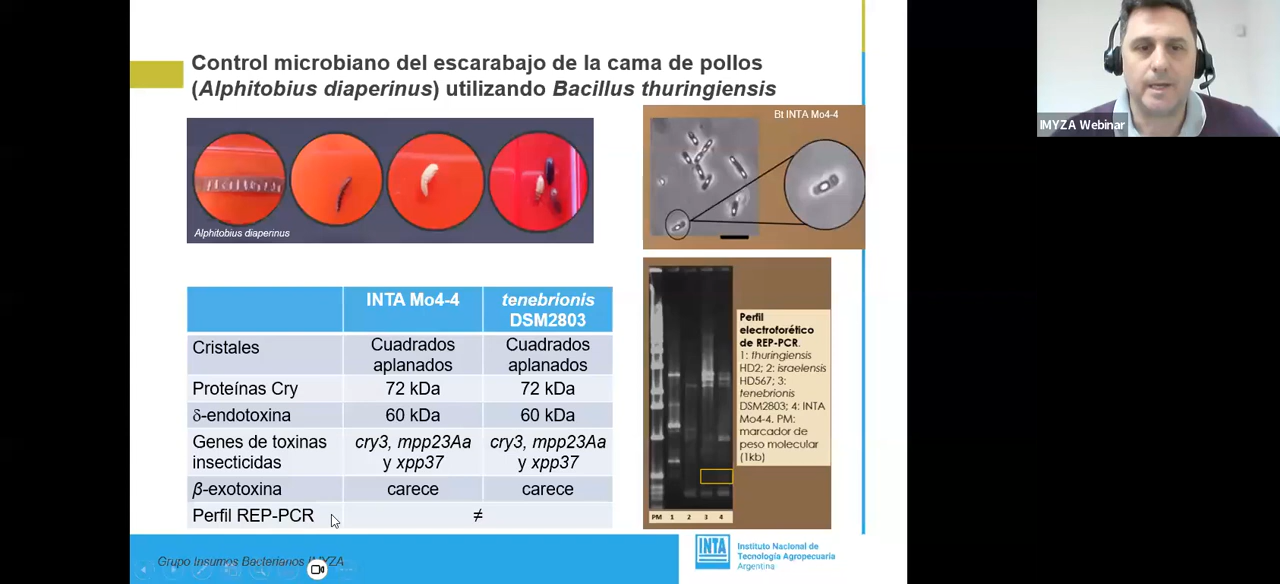 Control microbiano del escarabajo de la cama de pollos
(Alphitobius diaperinus) utilizando Bacillus thuringiensis
Alphitobius diaperinus
Bt INTA Mo4-4
IMYZA Webinar
INTA Mo4-4
tenebrionis
DSM2803
Cristales
Cuadrados
aplanados
Cuadrados
aplanados
Proteínas Cry
72 kDa
72 kDa
δ-endotoxina
60 kDa
60 kDa
Genes de toxinas
insecticidas
cry3, mpp23Aa
y xpp37
cry3, mpp23Aa
y xpp37
β-exotoxina
carece
carece
Perfil REP-PCR
≠
Perfil
electroforético
de REP-PCR.
1: thuringiensis
HD2; 2: israelensis
HD567; 3:
tenebrionis
DSM2803; 4: INTA
Mo4-4. PM:
marcador de
peso molecular
(1kb)
PM 1 2 3 4
Grupo Insumos Bacterianos IMYZA
INTA
Instituto Nacional de
Tecnología Agropecuaria
Argentina